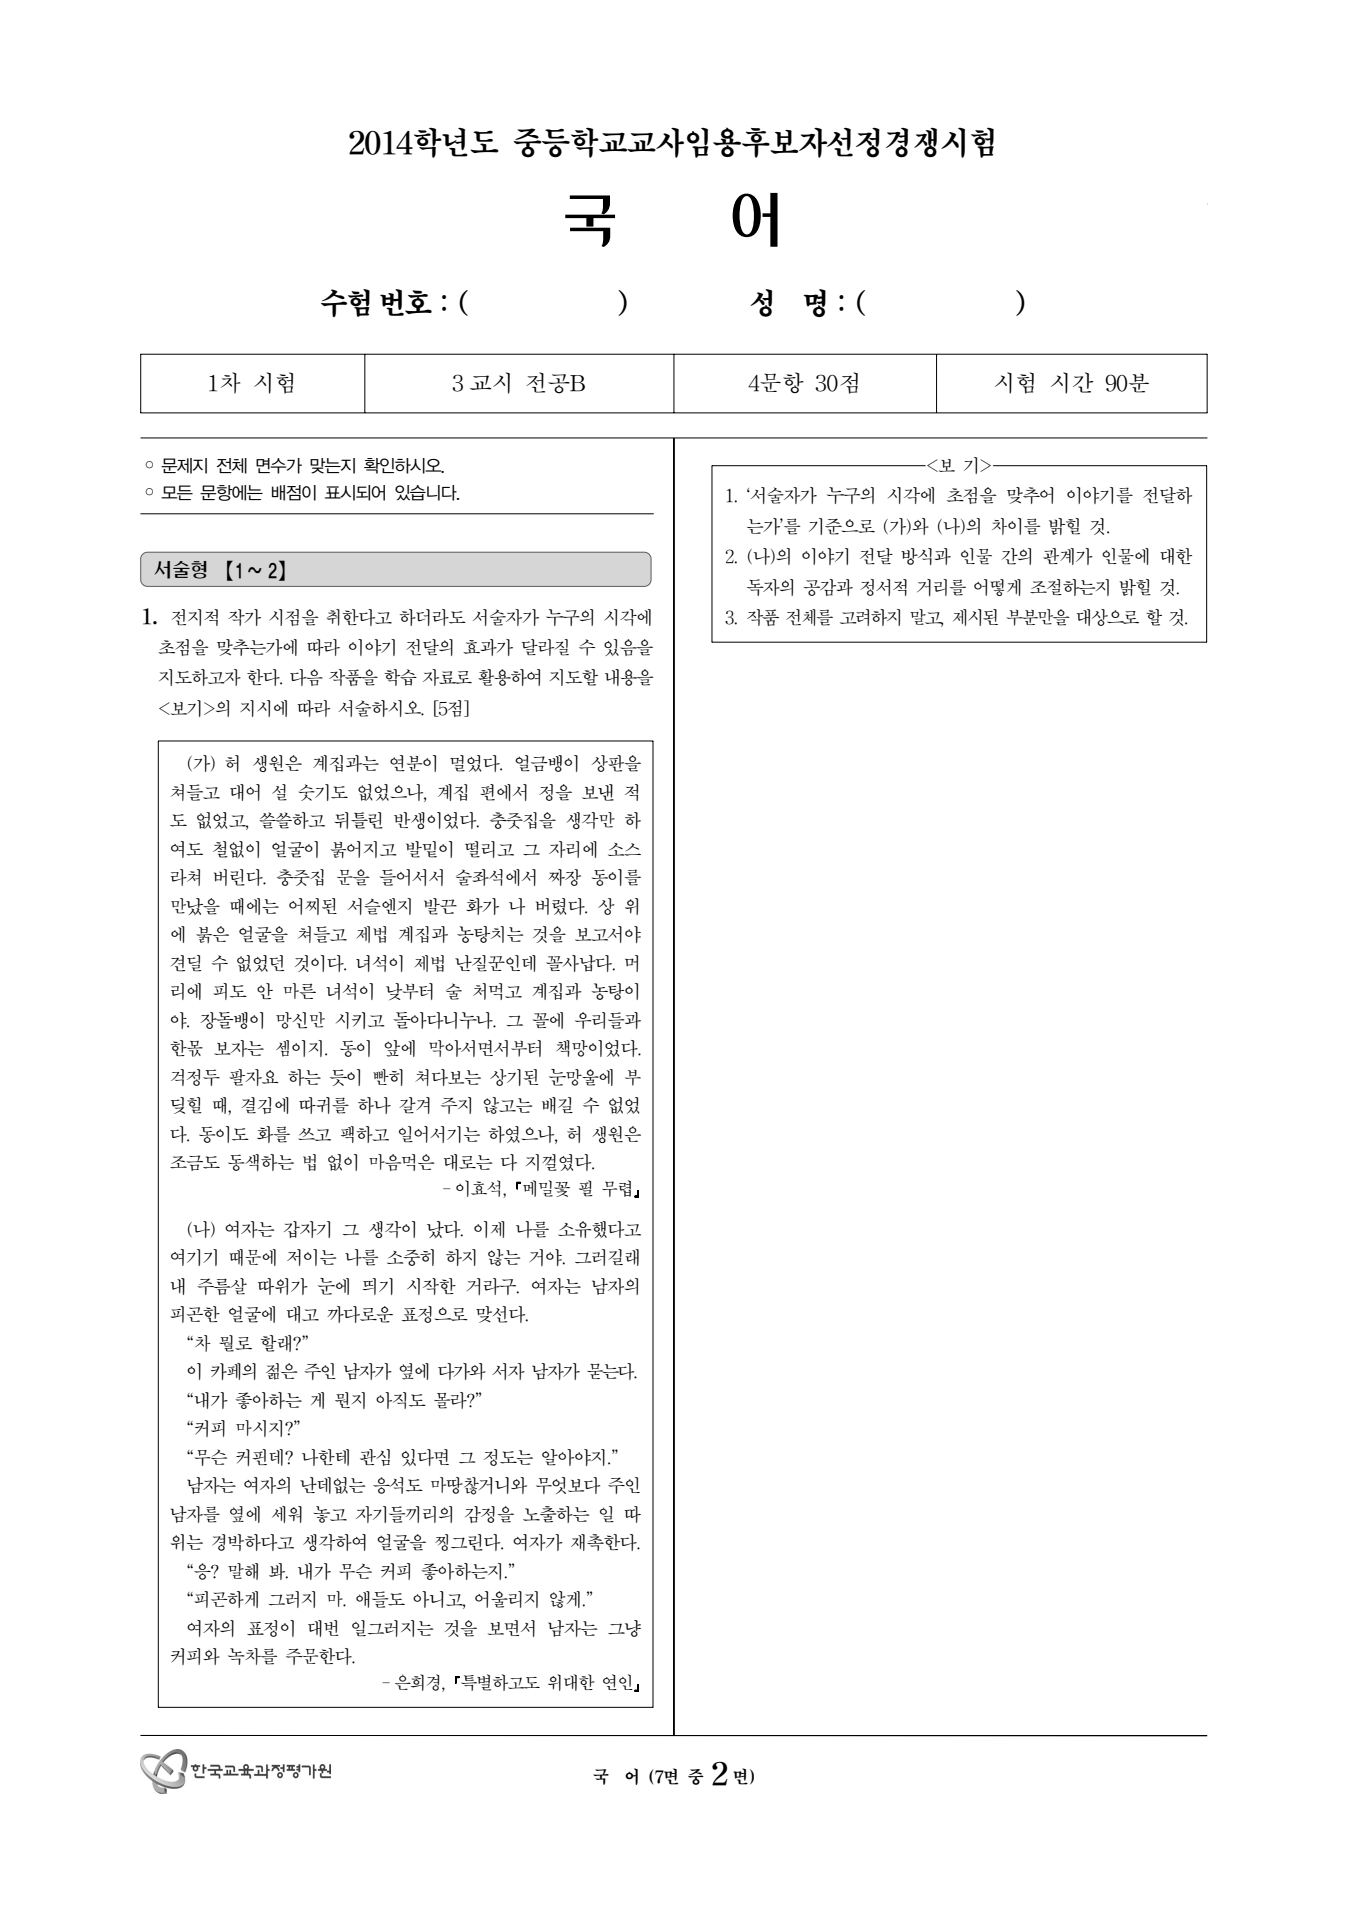 2014학년도 중등학교교사임용후보자선정경쟁시험
국 어
수험 번호 : ( ) 성 명 : ( )
1차 시험 3 교시 전공B 4문항 30점 시험 시간 90분
○ 문제지 전체 면수가 맞는지 확인하시오.
○ 모든 문항에는 배점이 표시되어 있습니다.
서술형 【1 ~ 2】
1. 전지적 작가 시점을 취한다고 하더라도 서술자가 누구의 시각에
초점을 맞추는가에 따라 이야기 전달의 효과가 달라질 수 있음을
지도하고자 한다. 다음 작품을 학습 자료로 활용하여 지도할 내용을
<보기>의 지시에 따라 서술하시오. [5점]
(가) 허 생원은 계집과는 연분이 멀었다. 얼금뱅이 상판을
쳐들고 대어 설 숫기도 없었으나, 계집 편에서 정을 보낸 적
도 없었고, 쓸쓸하고 뒤틀린 반생이었다. 충줏집을 생각만 하
여도 철없이 얼굴이 붉어지고 발밑이 떨리고 그 자리에 소스
라쳐 버린다. 충줏집 문을 들어서서 술좌석에서 짜장 동이를
만났을 때에는 어찌된 서슬엔지 발끈 화가 나 버렸다. 상 위
에 붉은 얼굴을 쳐들고 제법 계집과 농탕치는 것을 보고서야
견딜 수 없었던 것이다. 녀석이 제법 난질꾼인데 꼴사납다. 머
리에 피도 안 마른 녀석이 낮부터 술 처먹고 계집과 농탕이
야. 장돌뱅이 망신만 시키고 돌아다니누나. 그 꼴에 우리들과
한몫 보자는 셈이지. 동이 앞에 막아서면서부터 책망이었다.
걱정두 팔자요 하는 듯이 빤히 쳐다보는 상기된 눈망울에 부
딪힐 때, 결김에 따귀를 하나 갈겨 주지 않고는 배길 수 없었
다. 동이도 화를 쓰고 팩하고 일어서기는 하였으나, 허 생원은
조금도 동색하는 법 없이 마음먹은 대로는 다 지껄였다.
- 이효석, 『메밀꽃 필 무렵』
(나) 여자는 갑자기 그 생각이 났다. 이제 나를 소유했다고
여기기 때문에 저이는 나를 소중히 하지 않는 거야. 그러길래
내 주름살 따위가 눈에 띄기 시작한 거라구. 여자는 남자의
피곤한 얼굴에 대고 까다로운 표정으로 맞선다.
“차 뭘로 할래?”
이 카페의 젊은 주인 남자가 옆에 다가와 서자 남자가 묻는다.
“내가 좋아하는 게 뭔지 아직도 몰라?”
“커피 마시지?”
“무슨 커핀데? 나한테 관심 있다면 그 정도는 알아야지.”
남자는 여자의 난데없는 응석도 마땅찮거니와 무엇보다 주인
남자를 옆에 세워 놓고 자기들끼리의 감정을 노출하는 일 따
위는 경박하다고 생각하여 얼굴을 찡그린다. 여자가 재촉한다.
“응? 말해 봐. 내가 무슨 커피 좋아하는지.”
“피곤하게 그러지 마. 애들도 아니고, 어울리지 않게.”
여자의 표정이 대번 일그러지는 것을 보면서 남자는 그냥
커피와 녹차를 주문한다.
- 은희경, 『특별하고도 위대한 연인』
<보 기>
1. ‘서술자가 누구의 시각에 초점을 맞추어 이야기를 전달하
는가’를 기준으로 (가)와 (나)의 차이를 밝힐 것.
2. (나)의 이야기 전달 방식과 인물 간의 관계가 인물에 대한
독자의 공감과 정서적 거리를 어떻게 조절하는지 밝힐 것.
3. 작품 전체를 고려하지 말고, 제시된 부분만을 대상으로 할 것.
한국교육과정평가원
국 어 (7면 중 2 면)